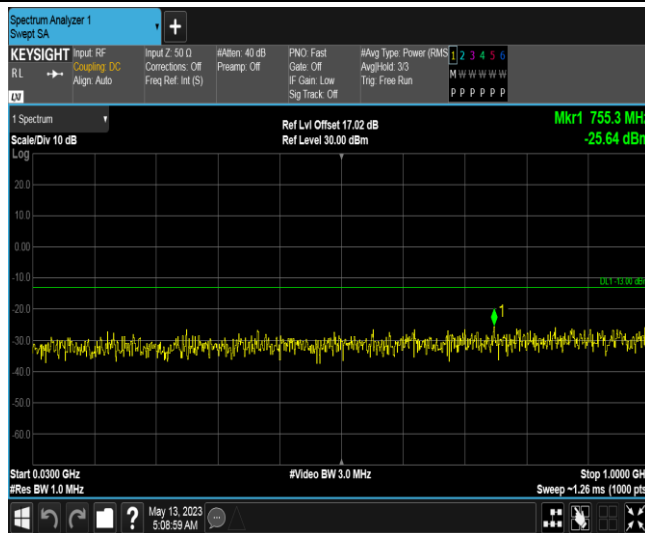 Spectrum Analyzer 1
Swept SA
+
KEYSIGHT
RL
Input: RF
Coupling: DC
Align: Auto
Input Z: 50 Ω
Corrections: Off
Freq Ref: Int (S)
#Atten: 40 dB
Preamp: Off
PNO: Fast
Gate: Off
IF Gain: Low
Sig Track: Off
#Avg Type: Power (RMS
Avg|Hold: 3/3
Trig: Free Run
1 2 3 4 5 6
M W W W W W
P P P P P P
LXI
1 Spectrum
Scale/Div 10 dB
Ref Lvl Offset 17.02 dB
Ref Level 30.00 dBm
Mkr1 755.3 MHz
-25.64 dBm
Log
20.0
10.0
0.00
-10.0
DL1 -13.00 dBm
-20.0
1
-30.0
-40.0
-50.0
-60.0
Start 0.0300 GHz
#Res BW 1.0 MHz
#Video BW 3.0 MHz
Stop 1.0000 GH
Sweep ~1.26 ms (1000 pts
?
May 13, 2023
5:08:59 AM